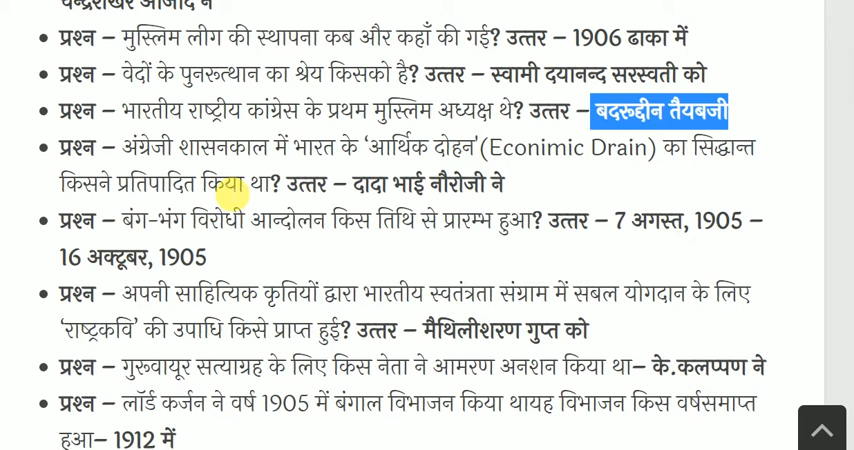 चन्द्रशेखर आजाद ने
प्रश्न – मुस्लिम लीग की स्थापना कब और कहाँ की गई? उत्तर – 1906 ढाका में
प्रश्न – वेदों के पुनरूत्थान का श्रेय किसको है? उत्तर – स्वामी दयानन्द सरस्वती को
प्रश्न – भारतीय राष्ट्रीय कांग्रेस के प्रथम मुस्लिम अध्यक्ष थे? उत्तर – बदरूद्दीन तैयबजी
प्रश्न – अंग्रेजी शासनकाल में भारत के ‘आर्थिक दोहन'(Econimic Drain) का सिद्धान्त
किसने प्रतिपादित किया था? उत्तर – दादा भाई नौरोजी ने
प्रश्न – बंग-भंग विरोधी आन्दोलन किस तिथि से प्रारम्भ हुआ? उत्तर – 7 अगस्त, 1905 –
16 अक्टूबर, 1905
प्रश्न – अपनी साहित्यिक कृतियों द्वारा भारतीय स्वतंत्रता संग्राम में सबल योगदान के लिए
‘राष्ट्रकवि’ की उपाधि किसे प्राप्त हुई? उत्तर – मैथिलीशरण गुप्त को
प्रश्न – गुरूवायूर सत्याग्रह के लिए किस नेता ने आमरण अनशन किया था– के.कलप्पण ने
प्रश्न – लॉर्ड कर्जन ने वर्ष 1905 में बंगाल विभाजन किया थायह विभाजन किस वर्षसमाप्त
हुआ– 1912 में